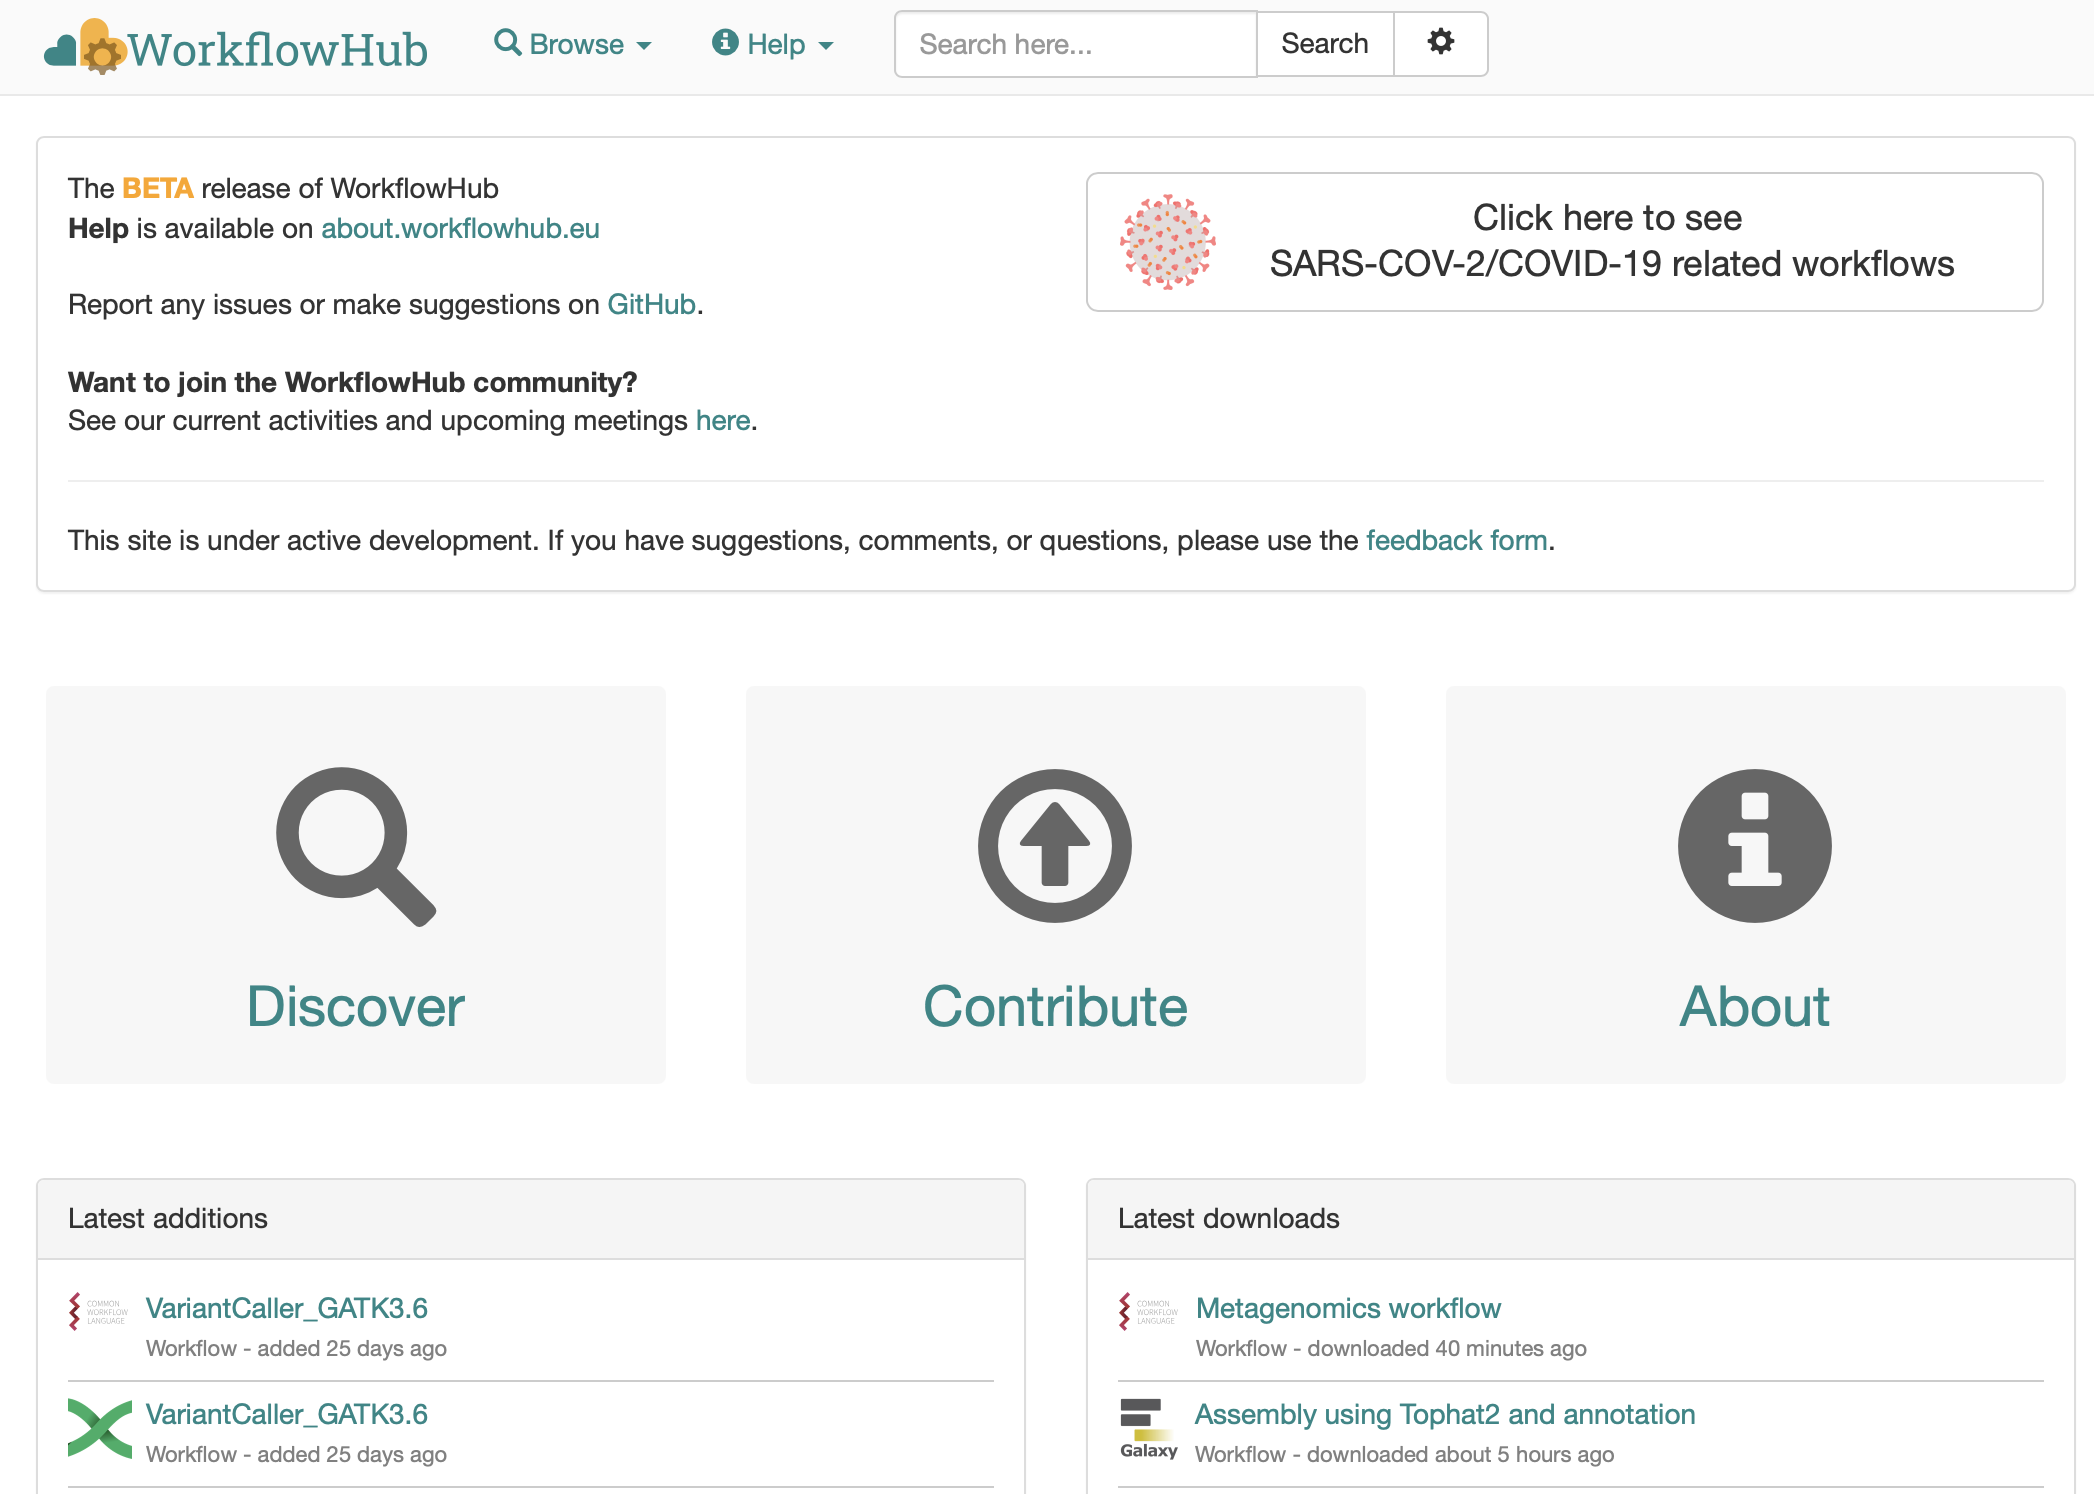 WorkflowHub
Browse
Help
Search here...
Search
The BETA release of WorkflowHub
Help is available on about.workflowhub.eu
Report any issues or make suggestions on GitHub.
Want to join the WorkflowHub community?
See our current activities and upcoming meetings here.
Click here to see
SARS-COV-2/COVID-19 related workflows
This site is under active development. If you have suggestions, comments, or questions, please use the feedback form.
Discover
Contribute
About
Latest additions
COMMON
WORKFLOW
LANGUAGE
VariantCaller_GATK3.6
Workflow - added 25 days ago
VariantCaller_GATK3.6
Workflow - added 25 days ago
Latest downloads
COMMON
WORKFLOW
LANGUAGE
Metagenomics workflow
Workflow - downloaded 40 minutes ago
Galaxy
Assembly using Tophat2 and annotation
Workflow - downloaded about 5 hours ago